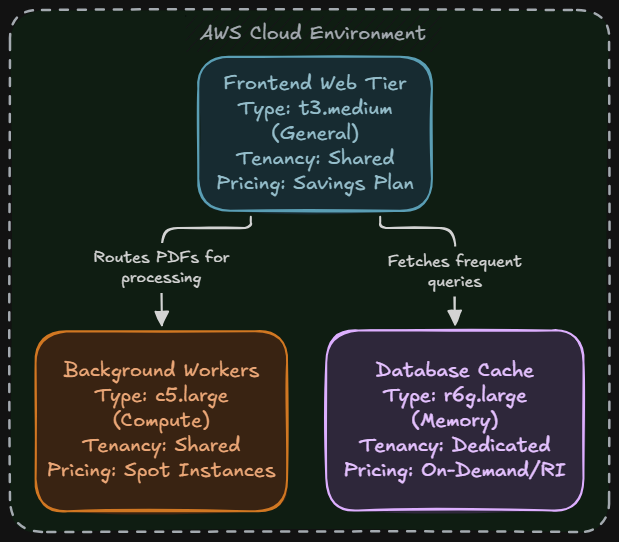 AWS Cloud Environment
Frontend Web Tier
Type: t3.medium
(General)
Tenancy: Shared
Pricing: Savings Plan
Routes PDFs for
processing
Fetches frequent
queries
Background Workers
Type: c5.large
(Compute)
Tenancy: Shared
Pricing: Spot Instances
Database Cache
Type: r6g.large
(Memory)
Tenancy: Dedicated
Pricing: On-Demand/RI